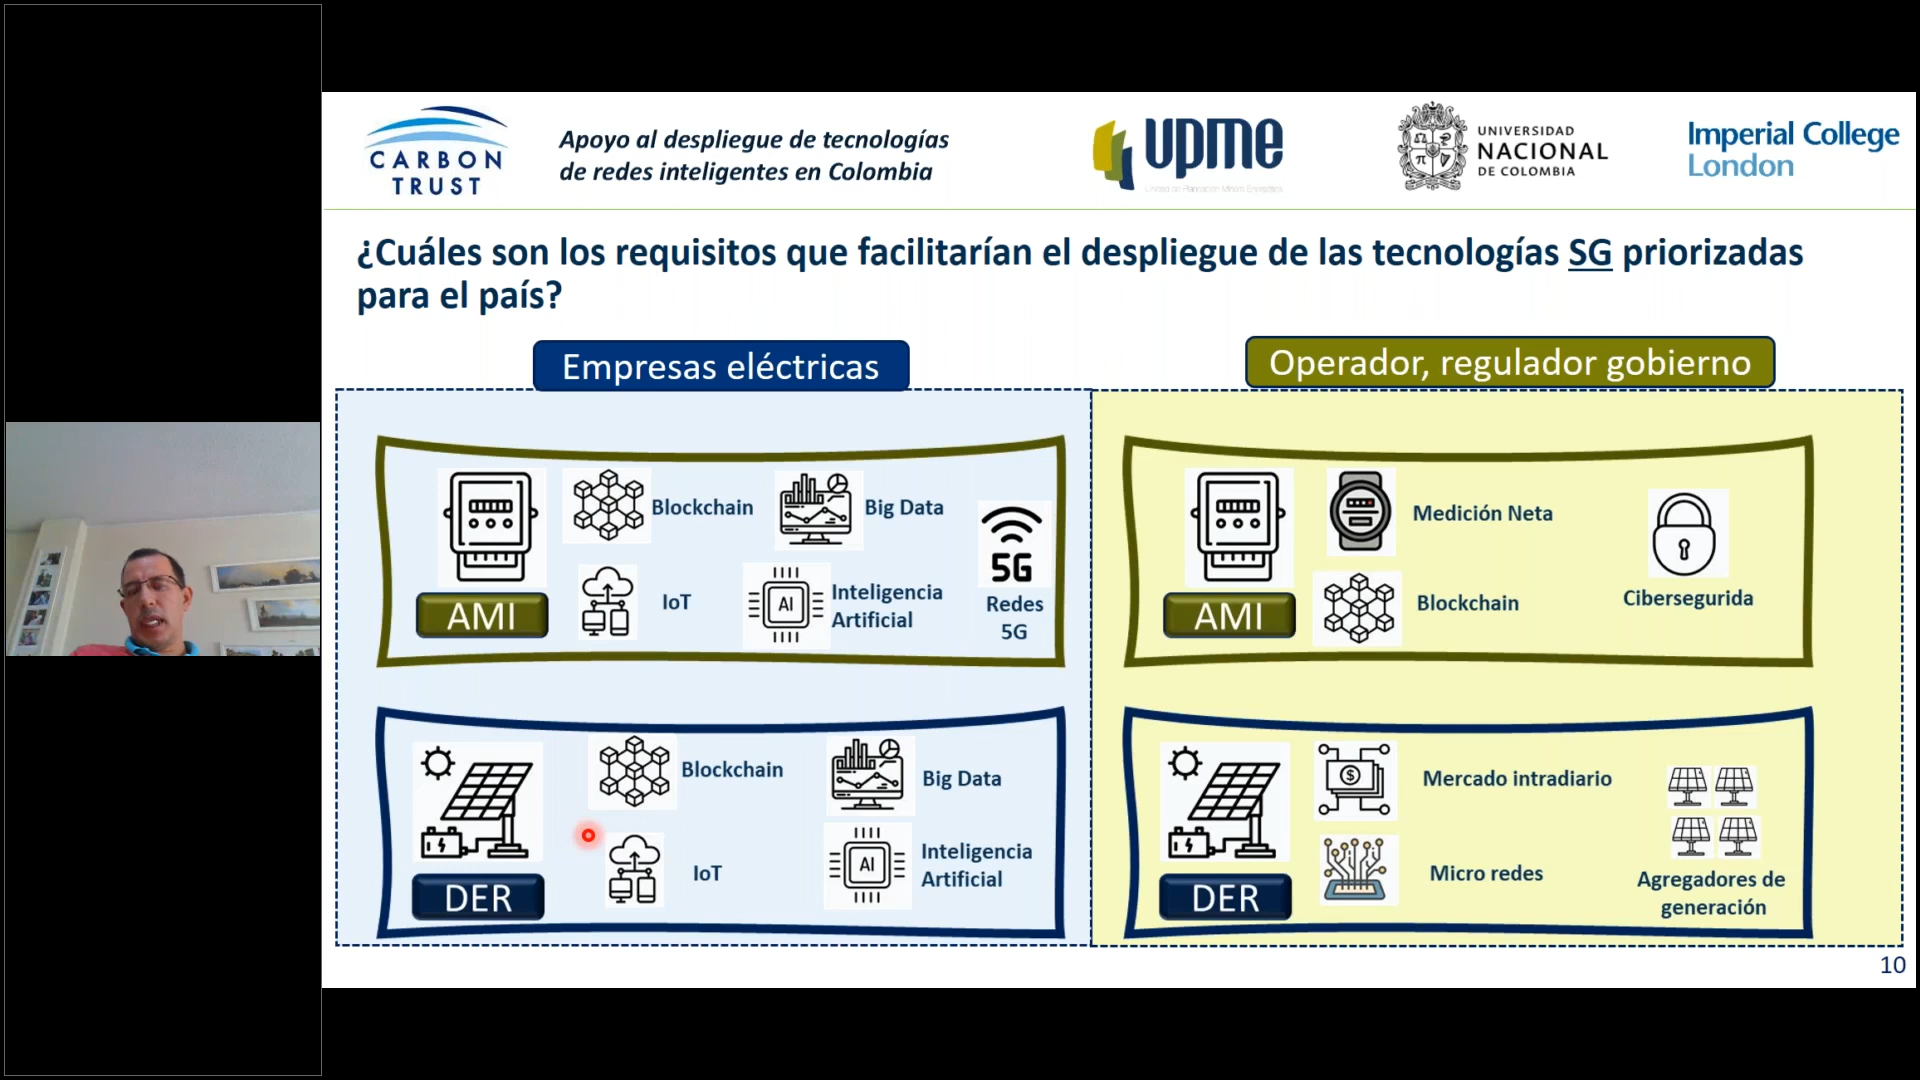 CARBON
TRUST
Apoyo al despliegue de tecnologías
de redes inteligentes en Colombia
upme
Unidad de Planeación Minero Energética
UNIVERSIDAD
NACIONAL
DE COLOMBIA
Imperial College
London
¿Cuáles son los requisitos que facilitarían el despliegue de las tecnologías SG priorizadas
para el país?
Empresas eléctricas
Blockchain
Big Data
5G
IoT
AI
Inteligencia
Artificial
Redes
5G
AMI
Blockchain
Big Data
IoT
AI
Inteligencia
Artificial
DER
Operador, regulador gobierno
Medición Neta
Blockchain
Cibersegurida
AMI
Mercado intradiario
Micro redes
Agregadores de
generación
DER
10